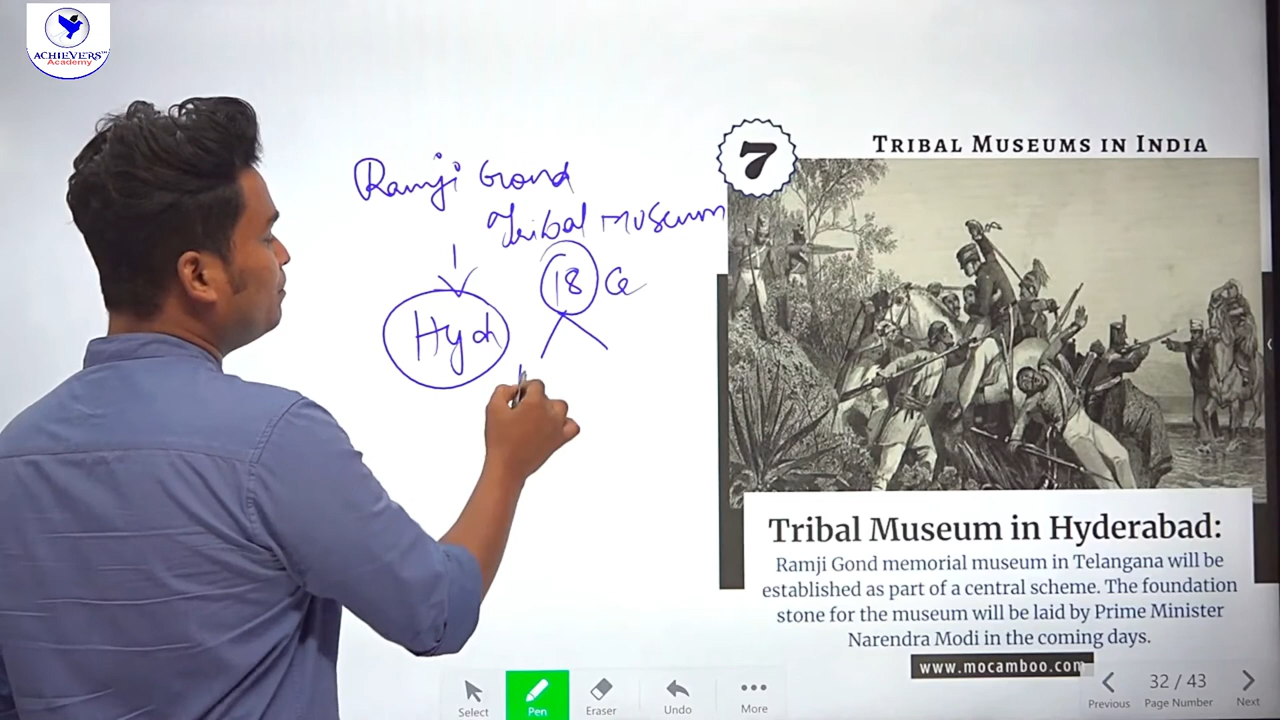 ACHIEVERS™
Academy
Ramji Gond
Tribal Museum
18 Ce
Hyd
7
TRIBAL MUSEUMS IN INDIA
Tribal Museum in Hyderabad:
Ramji Gond memorial museum in Telangana will be
established as part of a central scheme. The foundation
stone for the museum will be laid by Prime Minister
Narendra Modi in the coming days.
www.mocamboo.com
Select
Pen
Eraser
Undo
More
Previous
32 / 43
Page Number
Next